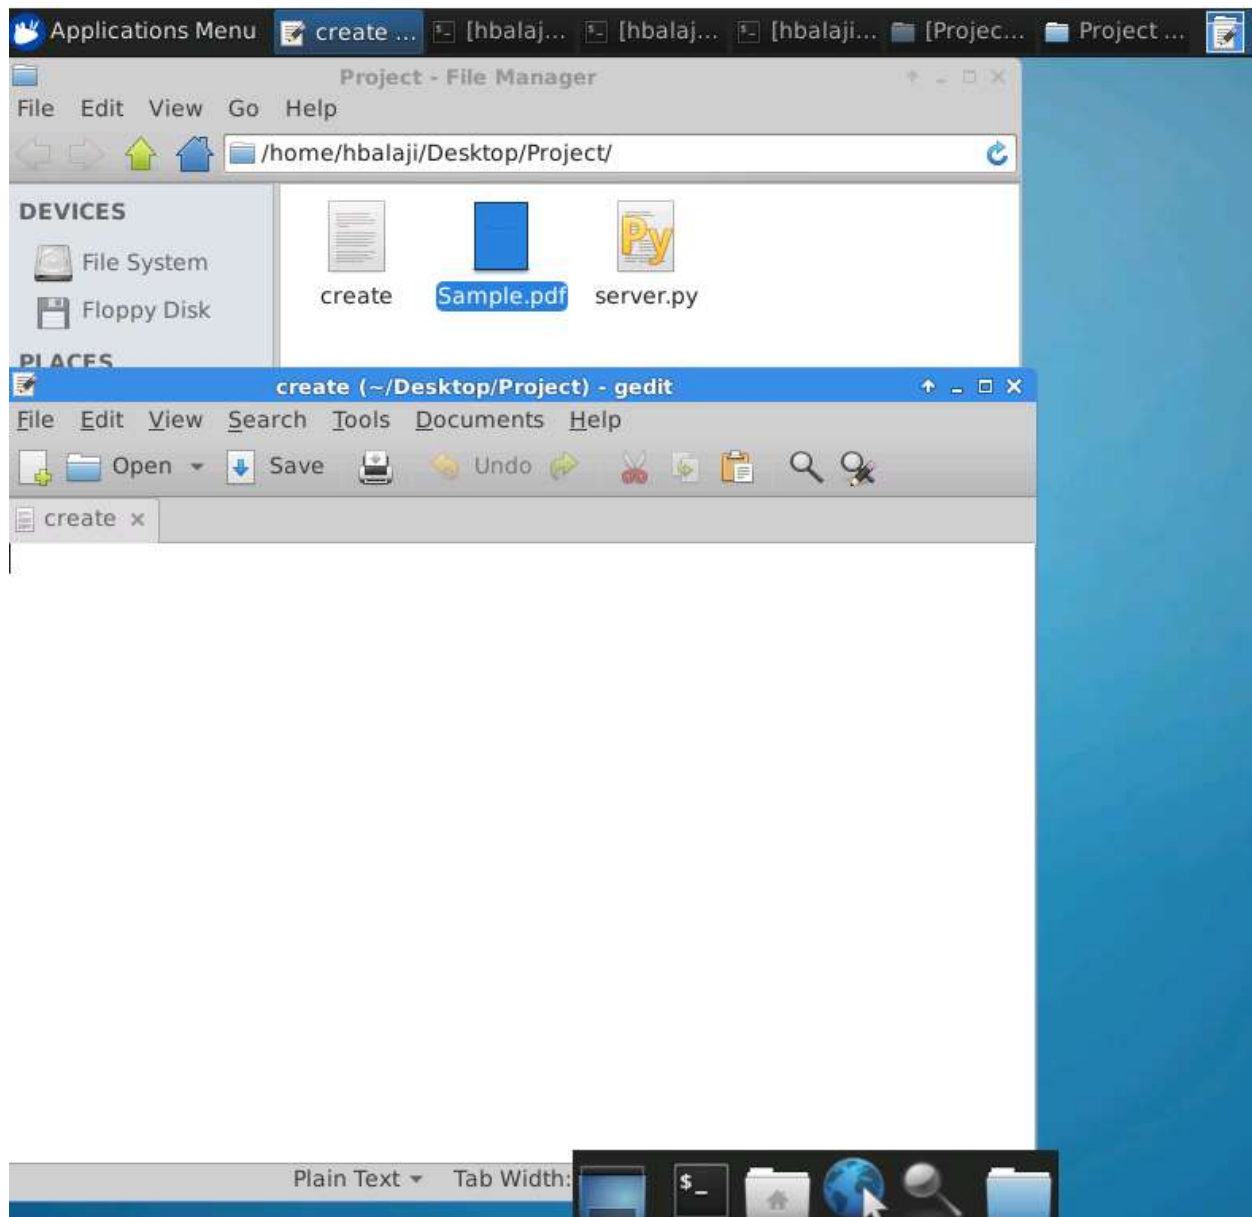 Applications Menu create ... [hbalaj... [hbalaj... [hbalaji... [Projec... Project ...
Project - File Manager
File Edit View Go Help
/home/hbalaji/Desktop/Project/
DEVICES
File System
Floppy Disk
PLACES
create Sample.pdf server.py
create (~/Desktop/Project) - gedit
File Edit View Search Tools Documents Help
Open Save Undo
create
Plain Text Tab Width:
$_